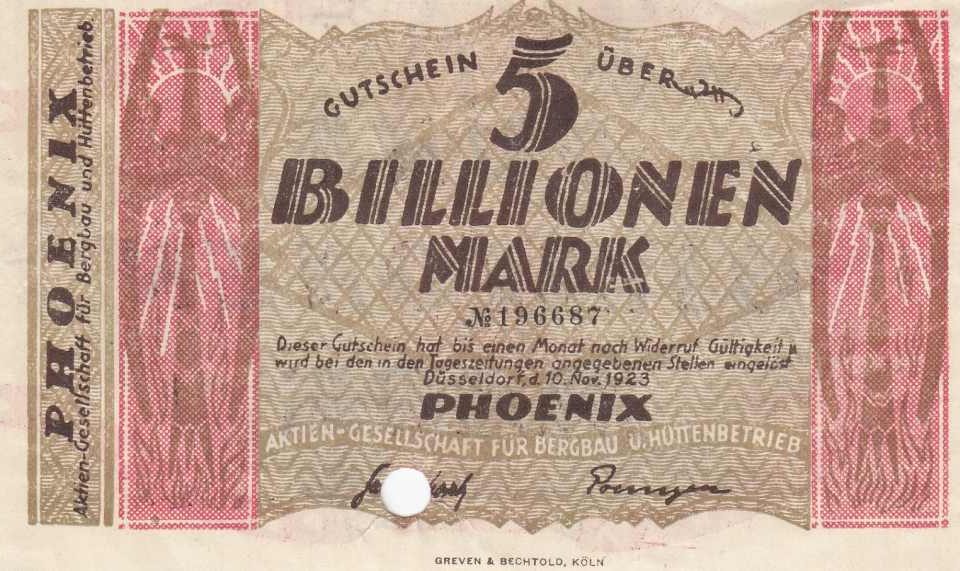 PHOENIX
Aktien-Gesellschaft für Bergbau und Hüttenbetrieb
GUTSCHEIN 5 ÜBER
BILLIONEN
MARK
№ 196687
Dieser Gutschein hat bis einen Monat nach Widerruf Gültigkeit u.
wird bei den in den Tageszeitungen angegebenen Stellen eingelöst
Düsseldorf, d. 10. Nov. 1923
PHOENIX
AKTIEN-GESELLSCHAFT FÜR BERGBAU U. HÜTTENBETRIEB
GREVEN & BECHTOLD, KÖLN